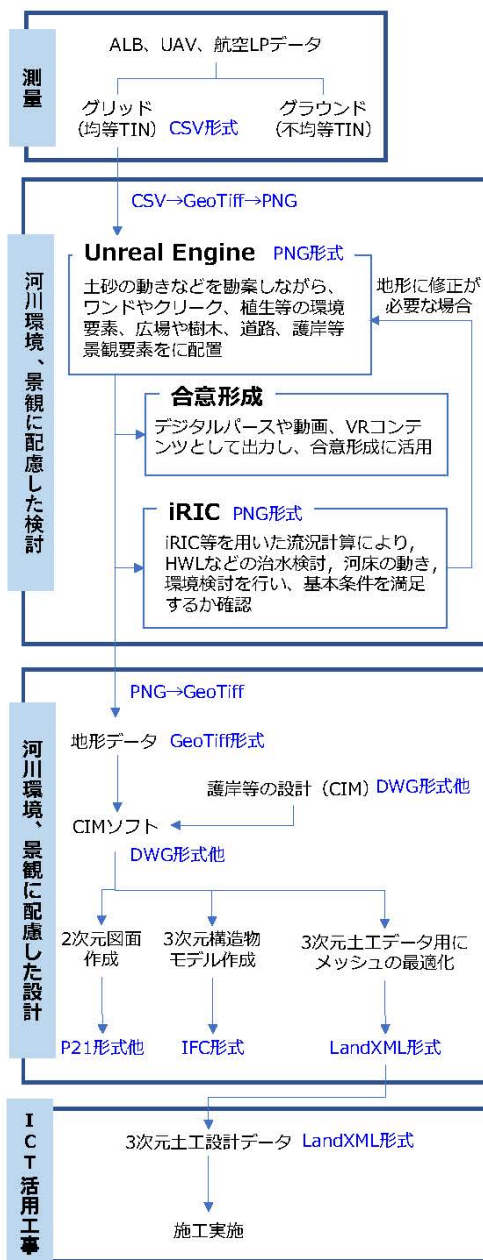 測量
ALB、UAV、航空LPデータ
グリッド
（均等TIN）
CSV形式
グラウンド
（不均等TIN）
河川環境、景観に配慮した検討
CSV→GeoTiff→PNG
Unreal Engine PNG形式
土砂の動きなどを勘案しながら、
ワンドやクリーク、植生等の環境
要素、広場や樹木、道路、護岸等
景観要素をに配置
地形に修正が
必要な場合
合意形成
デジタルパースや動画、VRコンテ
ンツとして出力し、合意形成に活用
iRIC PNG形式
iRIC等を用いた流況計算により，
HWLなどの治水検討，河床の動き，
環境検討を行い、基本条件を満足
するか確認
河川環境、景観に配慮した設計
PNG→GeoTiff
地形データ GeoTiff形式
護岸等の設計（CIM）DWG形式他
CIMソフト
DWG形式他
2次元図面
作成
3次元構造物
モデル作成
3次元土工データ用に
メッシュの最適化
P21形式他
IFC形式
LandXML形式
ICT活用工事
3次元土工設計データ LandXML形式
施工実施